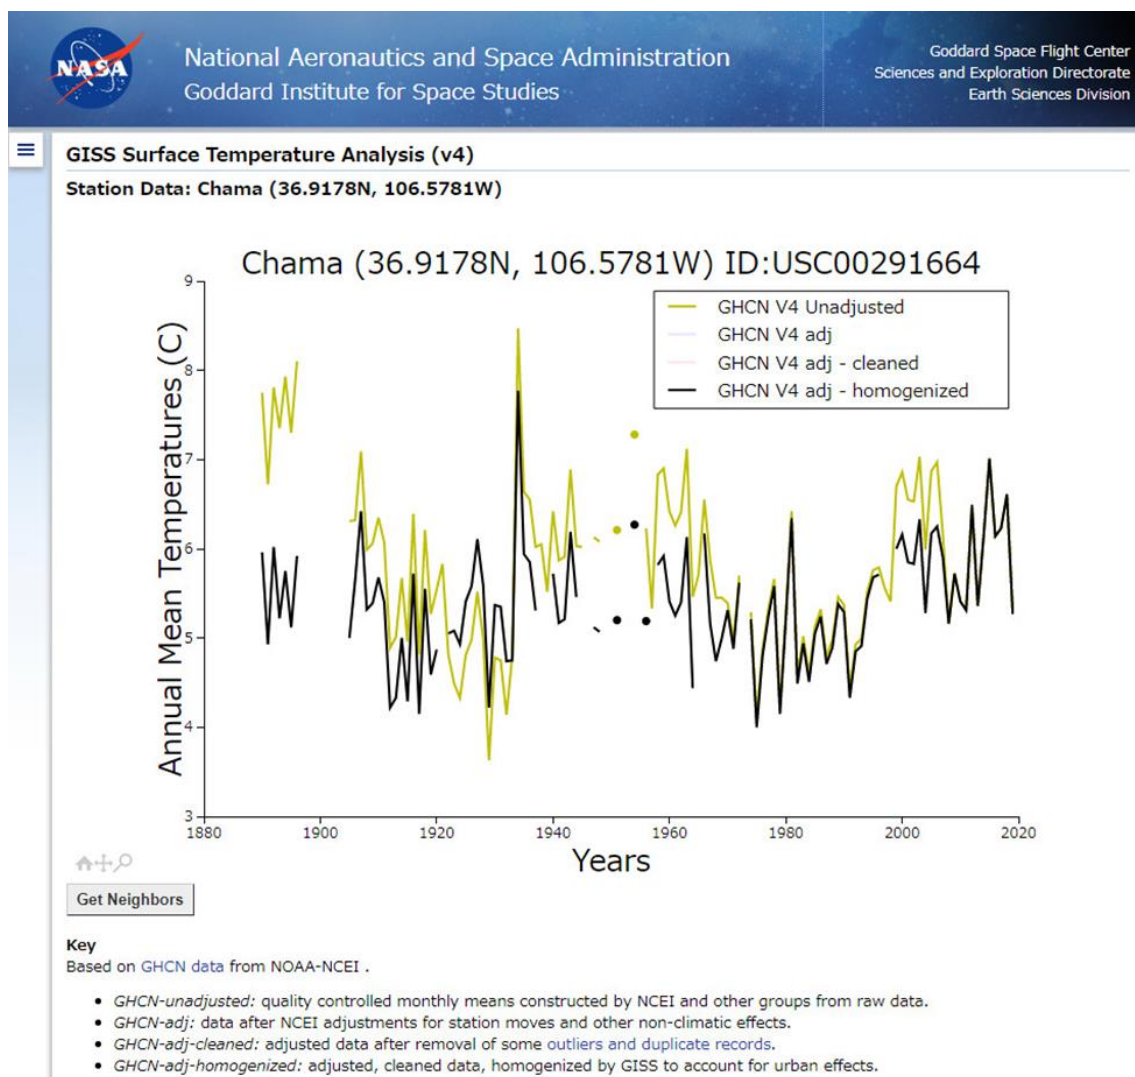 NASA
National Aeronautics and Space Administration
Goddard Institute for Space Studies
Goddard Space Flight Center
Sciences and Exploration Directorate
Earth Sciences Division
GISS Surface Temperature Analysis (v4)
Station Data: Chama (36.9178N, 106.5781W)
Chama (36.9178N, 106.5781W) ID:USC00291664
GHCN V4 Unadjusted
GHCN V4 adj
GHCN V4 adj - cleaned
GHCN V4 adj - homogenized
Annual Mean Temperatures (C)
9
8
7
6
5
4
3
1880 1900 1920 1940 1960 1980 2000 2020
Years
Get Neighbors
Key
Based on GHCN data from NOAA-NCEI .
• GHCN-unadjusted: quality controlled monthly means constructed by NCEI and other groups from raw data.
• GHCN-adj: data after NCEI adjustments for station moves and other non-climatic effects.
• GHCN-adj-cleaned: adjusted data after removal of some outliers and duplicate records.
• GHCN-adj-homogenized: adjusted, cleaned data, homogenized by GISS to account for urban effects.